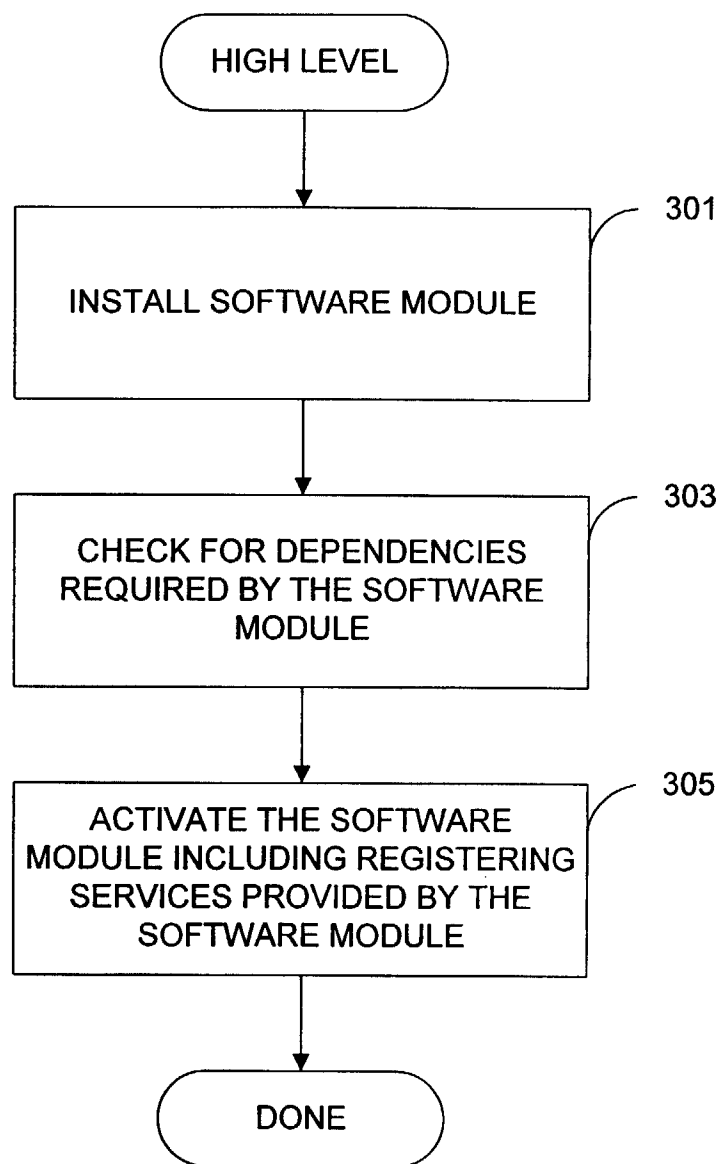 HIGH LEVEL
301
INSTALL SOFTWARE MODULE
303
CHECK FOR DEPENDENCIES
REQUIRED BY THE SOFTWARE
MODULE
305
ACTIVATE THE SOFTWARE
MODULE INCLUDING REGISTERING
SERVICES PROVIDED BY THE
SOFTWARE MODULE
DONE